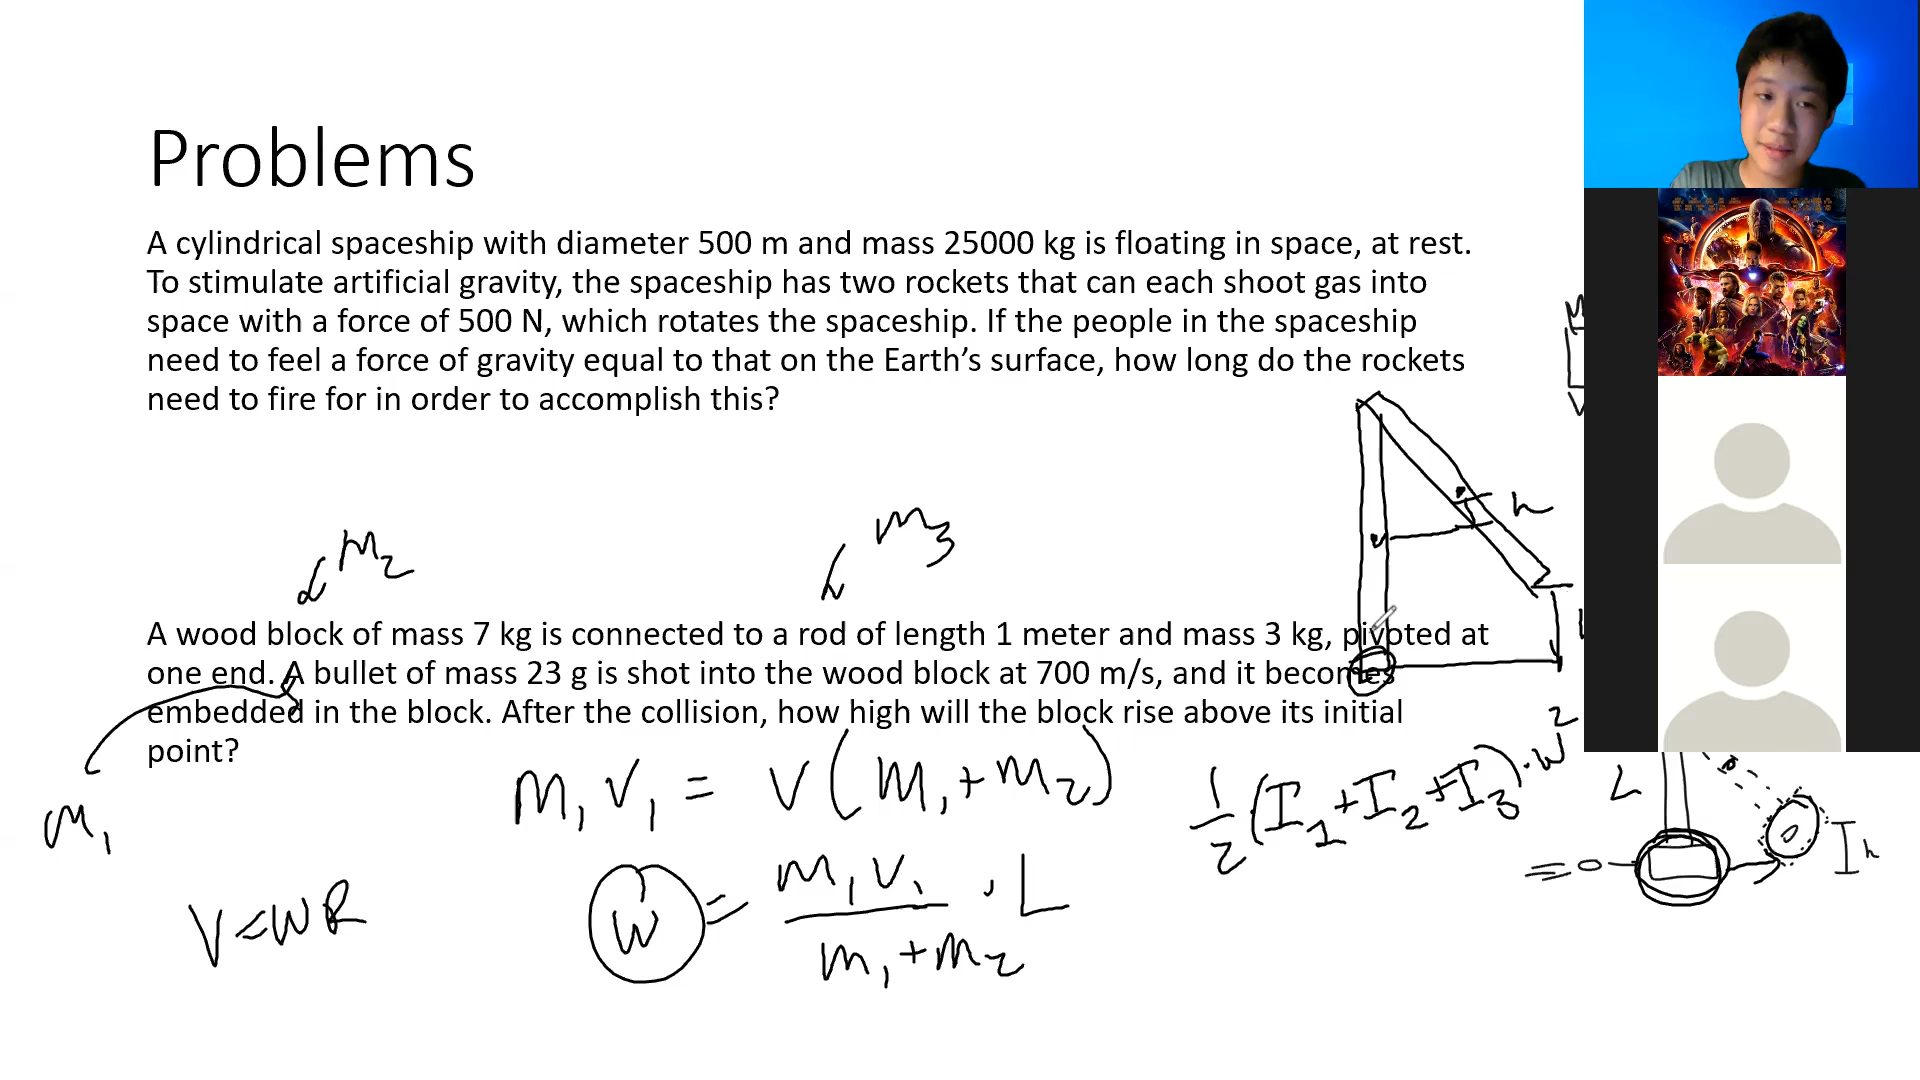 Problems
A cylindrical spaceship with diameter 500 m and mass 25000 kg is floating in space, at rest.
To stimulate artificial gravity, the spaceship has two rockets that can each shoot gas into
space with a force of 500 N, which rotates the spaceship. If the people in the spaceship
need to feel a force of gravity equal to that on the Earth’s surface, how long do the rockets
need to fire for in order to accomplish this?
h
m₂
m₃
A wood block of mass 7 kg is connected to a rod of length 1 meter and mass 3 kg, pivoted at
one end. A bullet of mass 23 g is shot into the wood block at 700 m/s, and it becomes
embedded in the block. After the collision, how high will the block rise above its initial
point?
m₁
m₁v₁ = v(m₁+m₂)
½(I₁+I₂+I₃)·w²
L
h
v=wR
w = m₁v₁/(m₁+m₂) · L